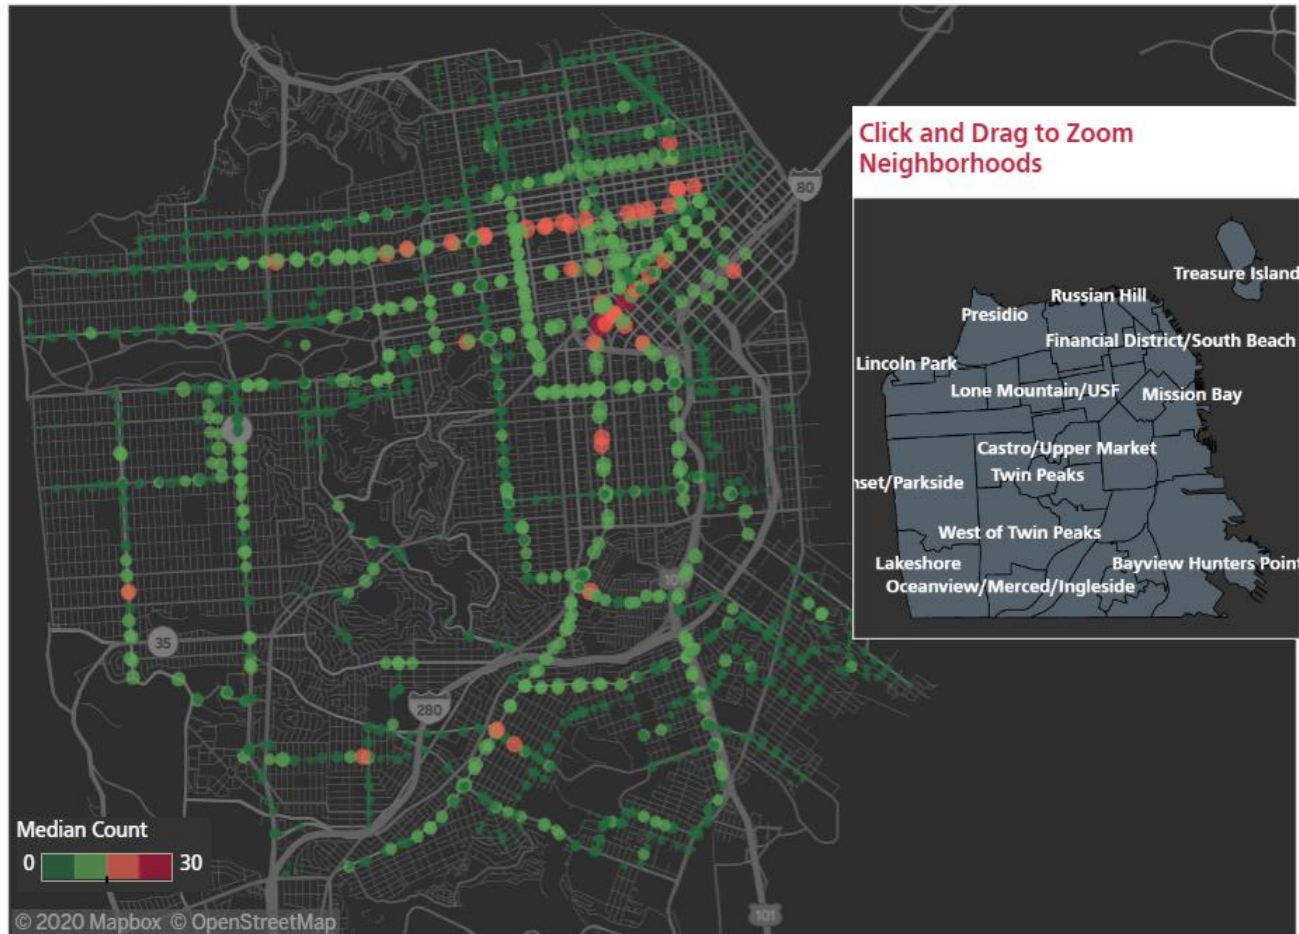 80
Click and Drag to Zoom
Neighborhoods
Treasure Island
Russian Hill
Presidio
Financial District/South Beach
Lincoln Park
Lone Mountain/USF
Mission Bay
Castro/Upper Market
nset/Parkside
Twin Peaks
West of Twin Peaks
Lakeshore
Bayview Hunters Point
Oceanview/Merced/Ingleside
101
35
280
Median Count
0 30
© 2020 Mapbox © OpenStreetMap
101